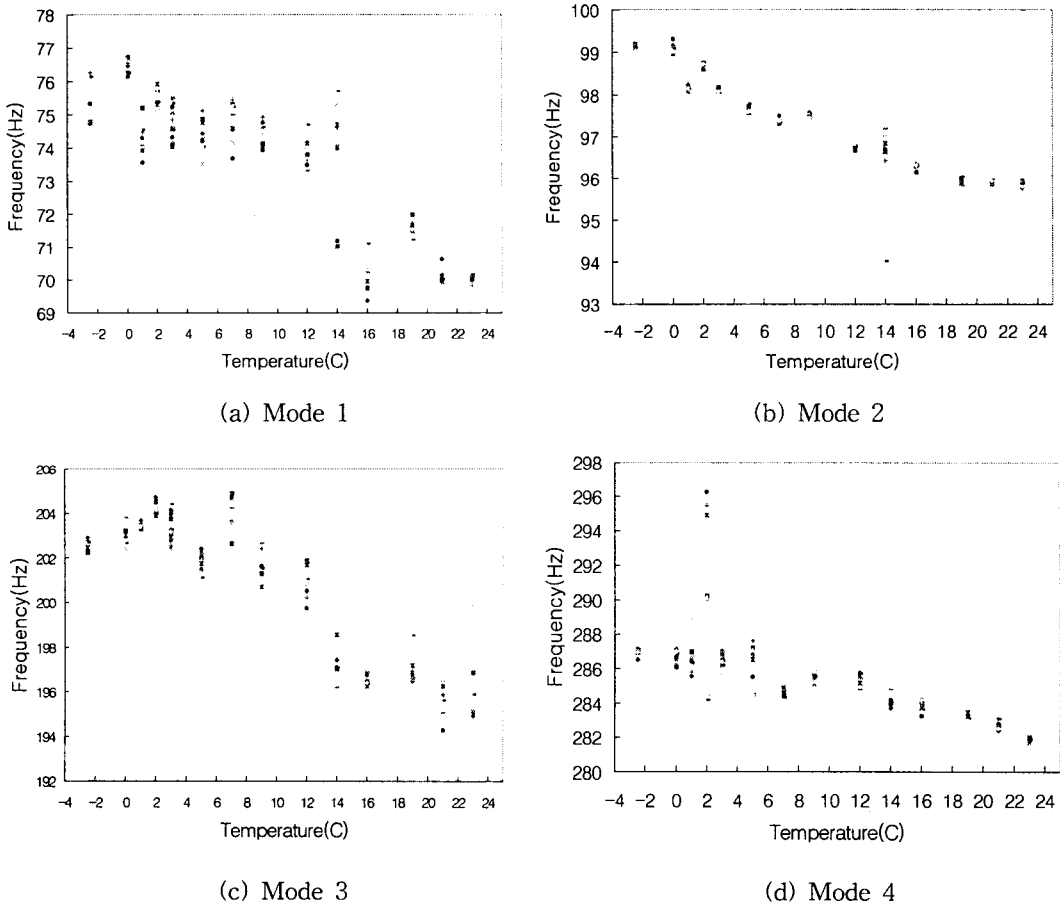 78
77
76
75
74
73
72
71
70
69
Frequency(Hz)
-4 -2 0 2 4 6 8 10 12 14 16 18 20 22 24
Temperature(C)
(a) Mode 1
100
99
98
97
96
95
94
93
Frequency(Hz)
-4 -2 0 2 4 6 8 10 12 14 16 18 20 22 24
Temperature(C)
(b) Mode 2
206
204
202
200
198
196
194
192
Frequency(Hz)
-4 -2 0 2 4 6 8 10 12 14 16 18 20 22 24
Temperature(C)
(c) Mode 3
298
296
294
292
290
288
286
284
282
280
Frequency(Hz)
-4 -2 0 2 4 6 8 10 12 14 16 18 20 22 24
Temperature(C)
(d) Mode 4